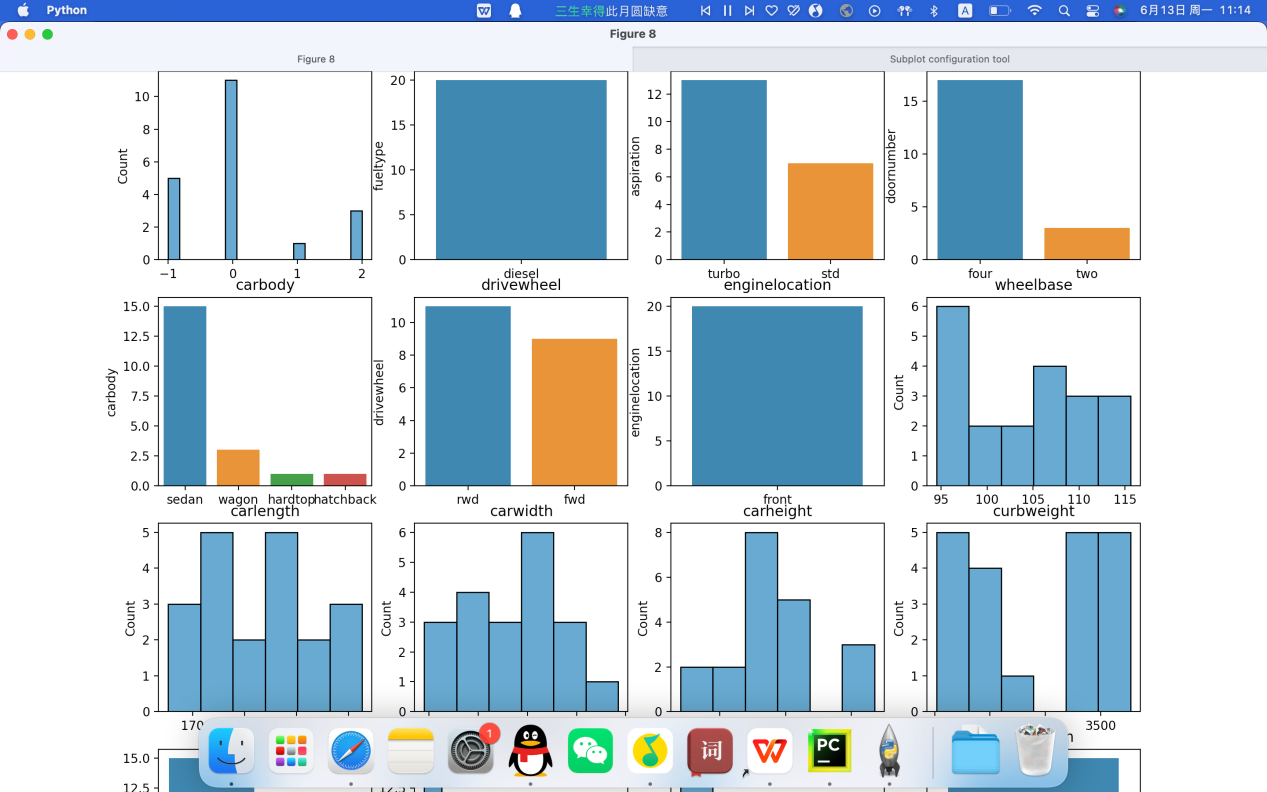 Python
三生幸得此月圆缺意
A
6月13日 周一 11:14
Figure 8
Figure 8
Subplot configuration tool
10
8
6
4
2
0
Count
−1 0 1 2
20
15
10
5
0
fueltype
diesel
12
10
8
6
4
2
0
aspiration
turbo std
15
10
5
0
doornumber
four two
carbody
15.0
12.5
10.0
7.5
5.0
2.5
0.0
carbody
sedan wagon hardtop hatchback
drivewheel
10
8
6
4
2
0
drivewheel
rwd fwd
enginelocation
20
15
10
5
0
enginelocation
front
wheelbase
6
5
4
3
2
1
0
Count
95 100 105 110 115
carlength
5
4
3
2
1
0
Count
170
carwidth
6
5
4
3
2
1
0
Count
carheight
8
6
4
2
0
Count
curbweight
5
4
3
2
1
0
Count
3500
15.0
12.5
1
词
PC